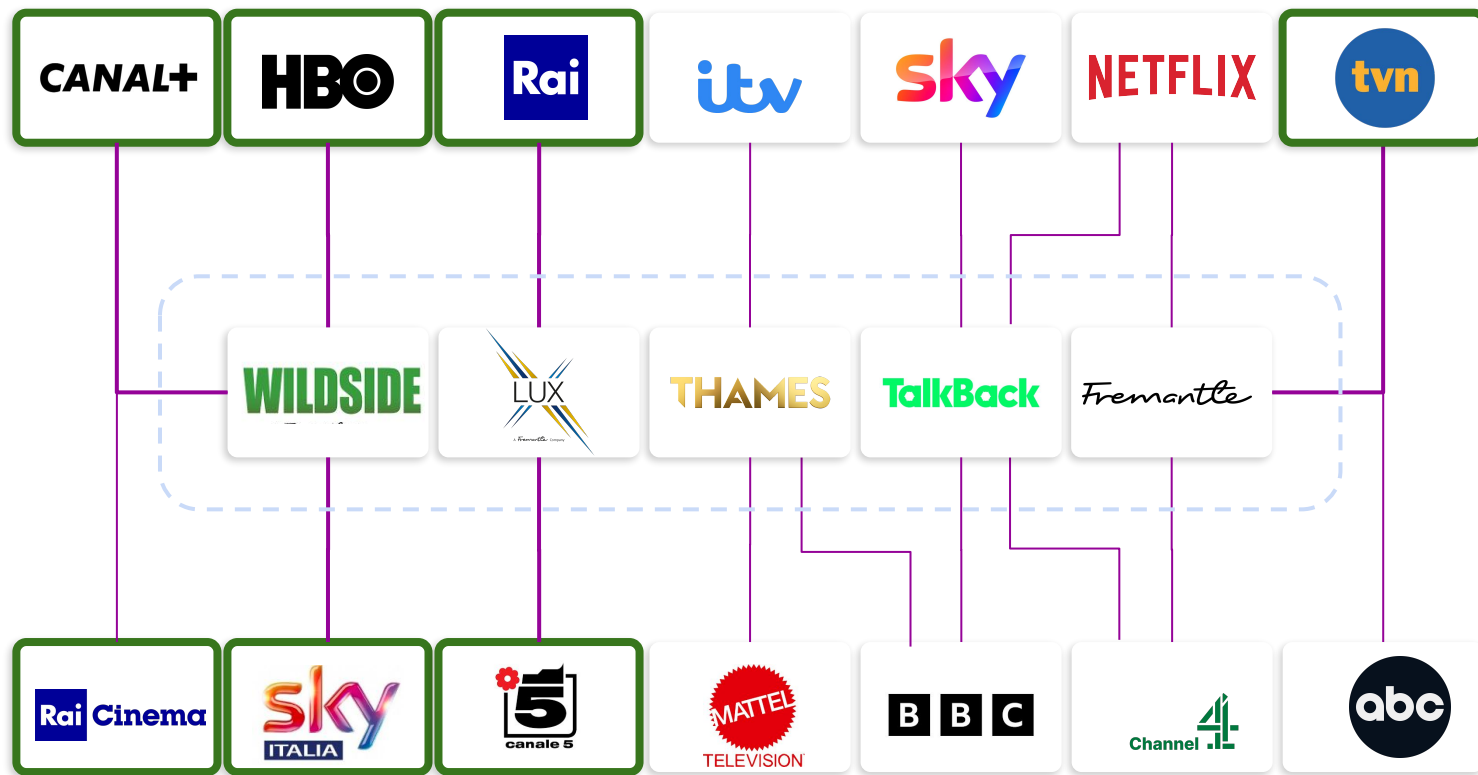 CANAL+
HBO
Rai
itv
sky
NETFLIX
tvn
WILDSIDE
LUX
A Fremantle Company
THAMES
TalkBack
Fremantle
Rai Cinema
sky
ITALIA
5
canale 5
MATTEL
TELEVISION
BBC
4
Channel
abc